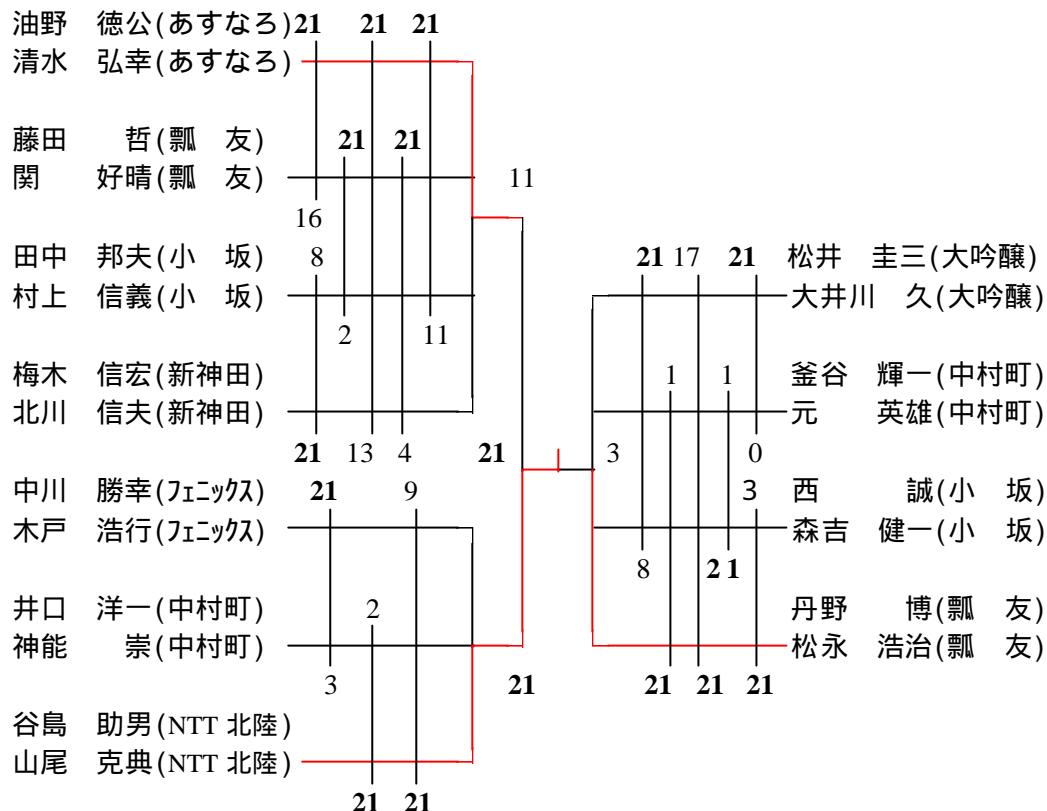 油野 徳公(あすなろ) 21 21 21
清水 弘幸(あすなろ)
藤田 哲(瓢 友) 21 21
関 好晴(瓢 友) 11
16
田中 邦夫(小 坂) 8 21 17 21 松井 圭三(大吟醸)
村上 信義(小 坂) 大井川 久(大吟醸)
2 11
梅木 信宏(新神田) 1 1 釜谷 輝一(中村町)
北川 信夫(新神田) 元 英雄(中村町)
21 13 4 21 3 0
中川 勝幸(フェニックス) 21 9 3 西 誠(小 坂)
木戸 浩行(フェニックス) 森吉 健一(小 坂)
8 21
井口 洋一(中村町) 2 丹野 博(瓢 友)
神能 崇(中村町) 松永 浩治(瓢 友)
3 21 21 21 21
谷島 助男(NTT 北陸)
山尾 克典(NTT 北陸)
21 21